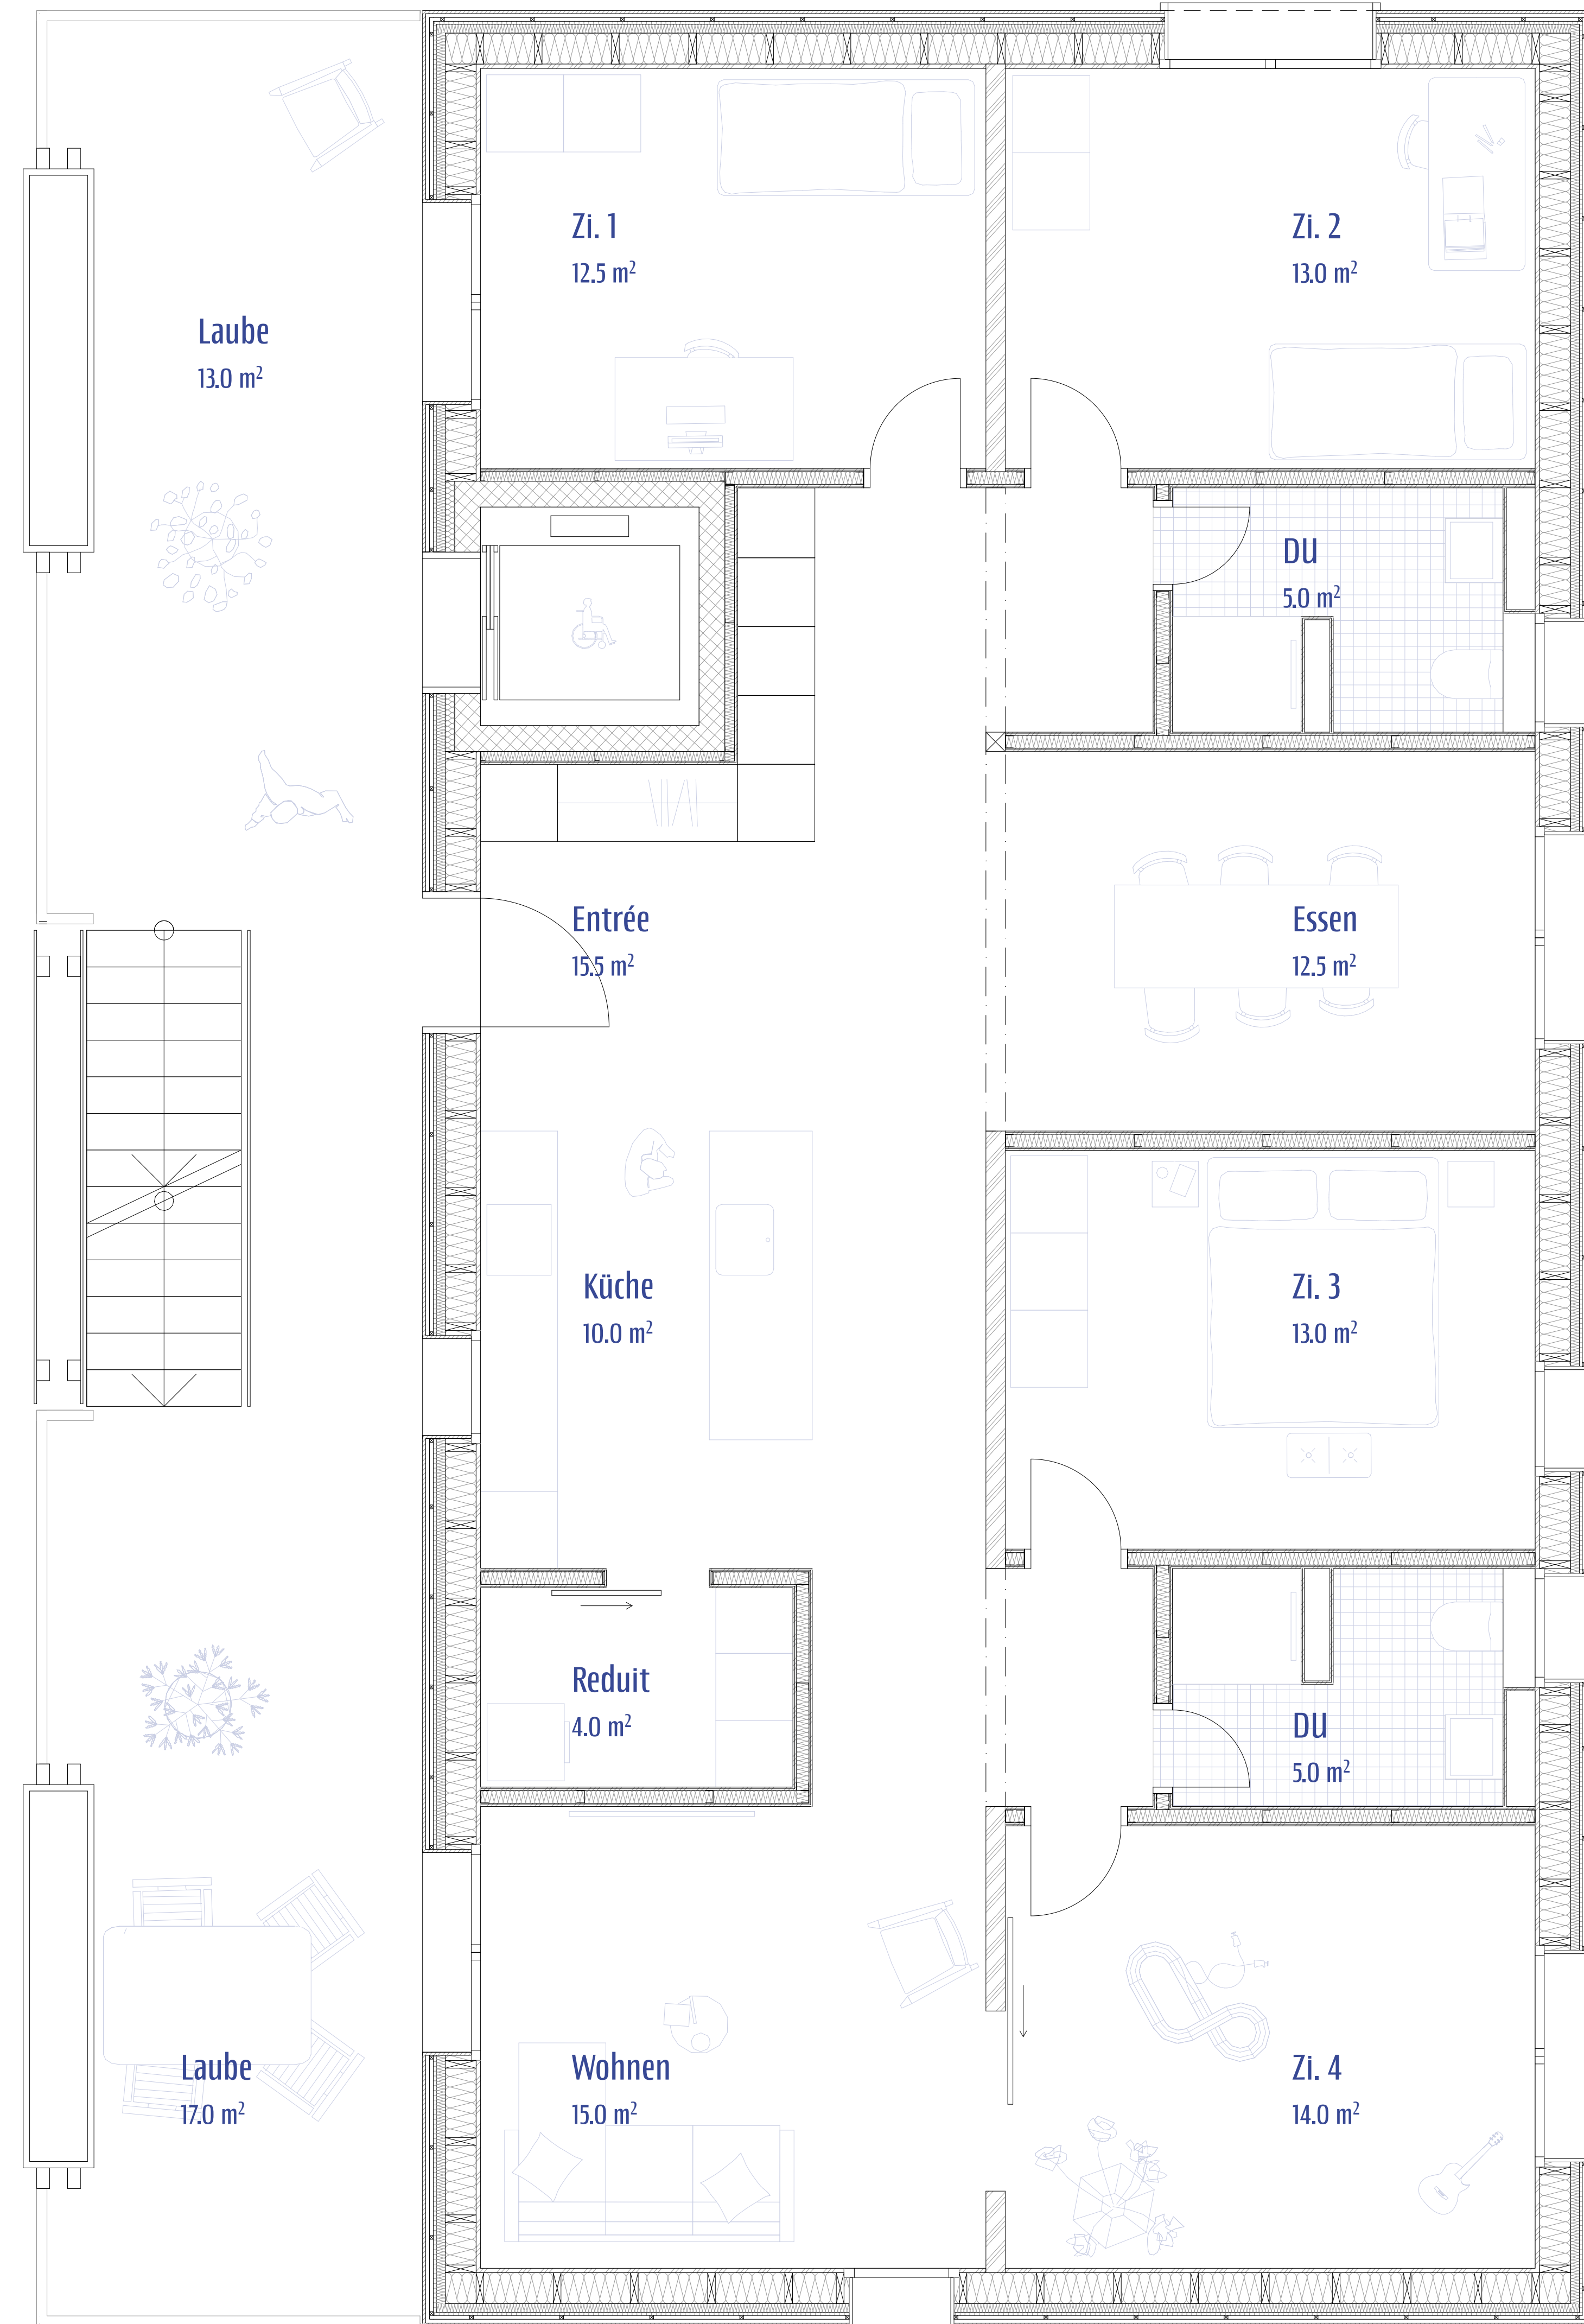 Zi. 1
12.5 m²
Zi. 2
13.0 m²
Laube
13.0 m²
DU
5.0 m²
Entrée
15.5 m²
Essen
12.5 m²
Küche
10.0 m²
Zi. 3
13.0 m²
Reduit
4.0 m²
DU
5.0 m²
Laube
17.0 m²
Wohnen
15.0 m²
Zi. 4
14.0 m²